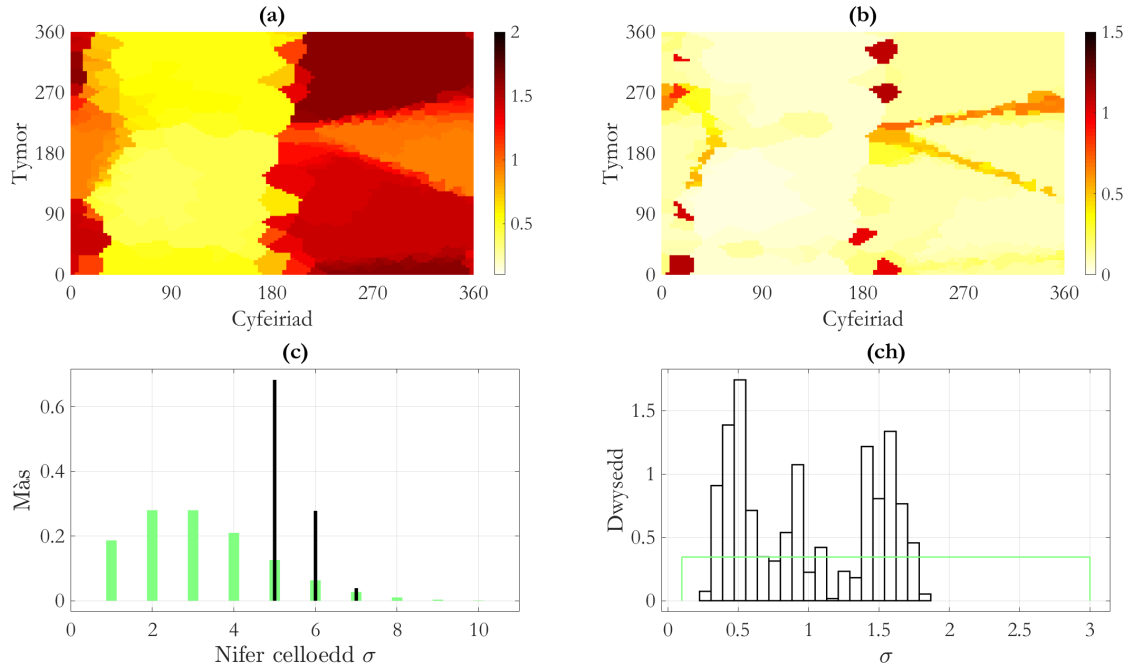 (a)
360
270
180
90
0
Tymor
0 90 180 270 360
Cyfeiriad
2
1.5
1
0.5
(b)
360
270
180
90
0
Tymor
0 90 180 270 360
Cyfeiriad
1.5
1
0.5
0
(c)
0.6
0.4
0.2
0
Màs
0 2 4 6 8 10
Nifer celloedd σ
(ch)
1.5
1
0.5
0
Dwysedd
0 0.5 1 1.5 2 2.5 3
σ